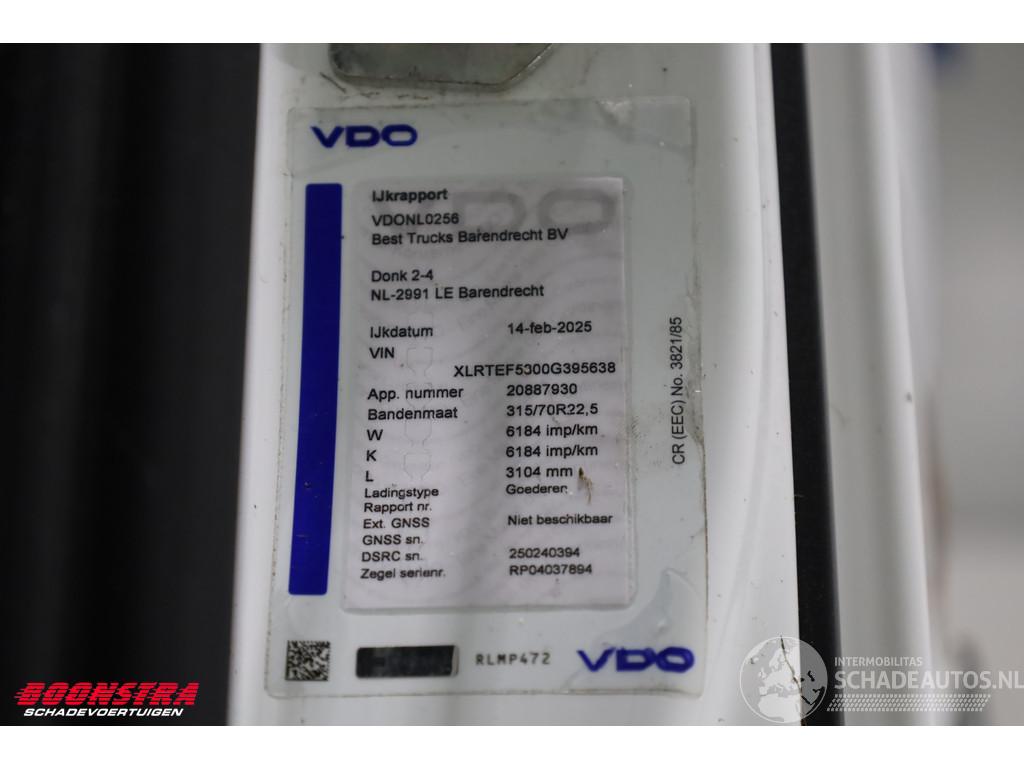 VDO
IJkrapport
VDONL0256
Best Trucks Barendrecht BV
Donk 2-4
NL-2991 LE Barendrecht
IJkdatum 14-feb-2025
VIN
XLRTEF5300G395638
App. nummer 20887930
Bandenmaat 315/70R22,5
W 6184 imp/km
K 6184 imp/km
L 3104 mm
Ladingstype Goederen
Rapport nr.
Ext. GNSS Niet beschikbaar
GNSS sn.
DSRC sn. 250240394
Zegel serienr. RP04037894
CR (EEC) No. 3821/85
RLMP472
VDO
BOONSTRA
SCHADEVOERTUIGEN
INTERMOBILITAS
SCHADEAUTOS.NL